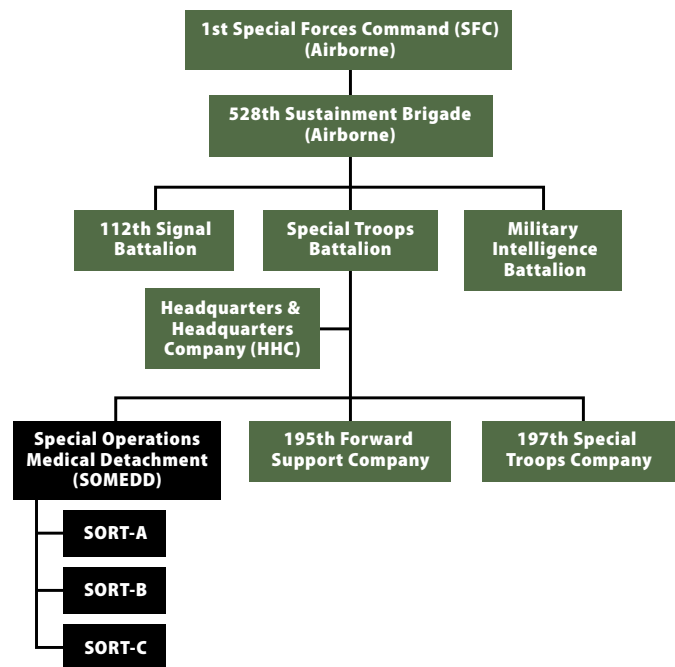 1st Special Forces Command (SFC)
(Airborne)
528th Sustainment Brigade
(Airborne)
112th Signal
Battalion
Special Troops
Battalion
Military
Intelligence
Battalion
Headquarters &
Headquarters
Company (HHC)
Special Operations
Medical Detachment
(SOMEDD)
195th Forward
Support Company
197th Special
Troops Company
SORT-A
SORT-B
SORT-C